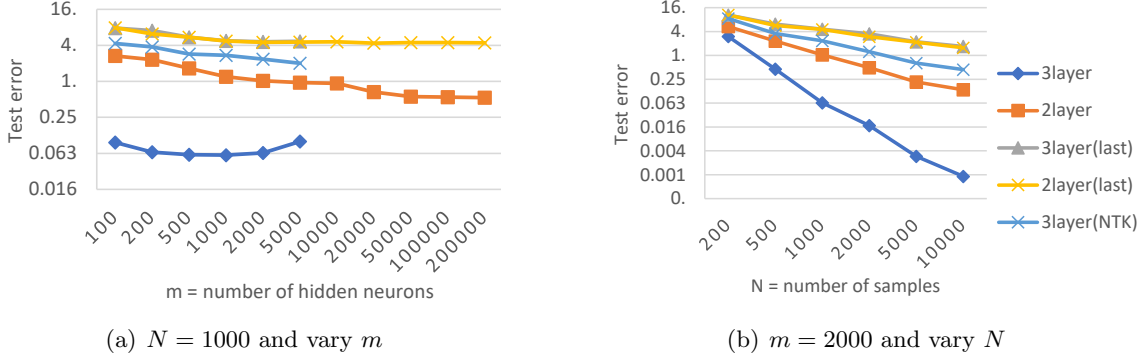 Test error
16.
4.
1.
0.25
0.063
0.016
100
200
500
1000
2000
5000
10000
20000
50000
100000
200000
m = number of hidden neurons
(a) N = 1000 and vary m
Test error
16.
4.
1.
0.25
0.063
0.016
0.004
0.001
0.
200
500
1000
2000
5000
10000
N = number of samples
(b) m = 2000 and vary N
3layer
2layer
3layer(last)
2layer(last)
3layer(NTK)